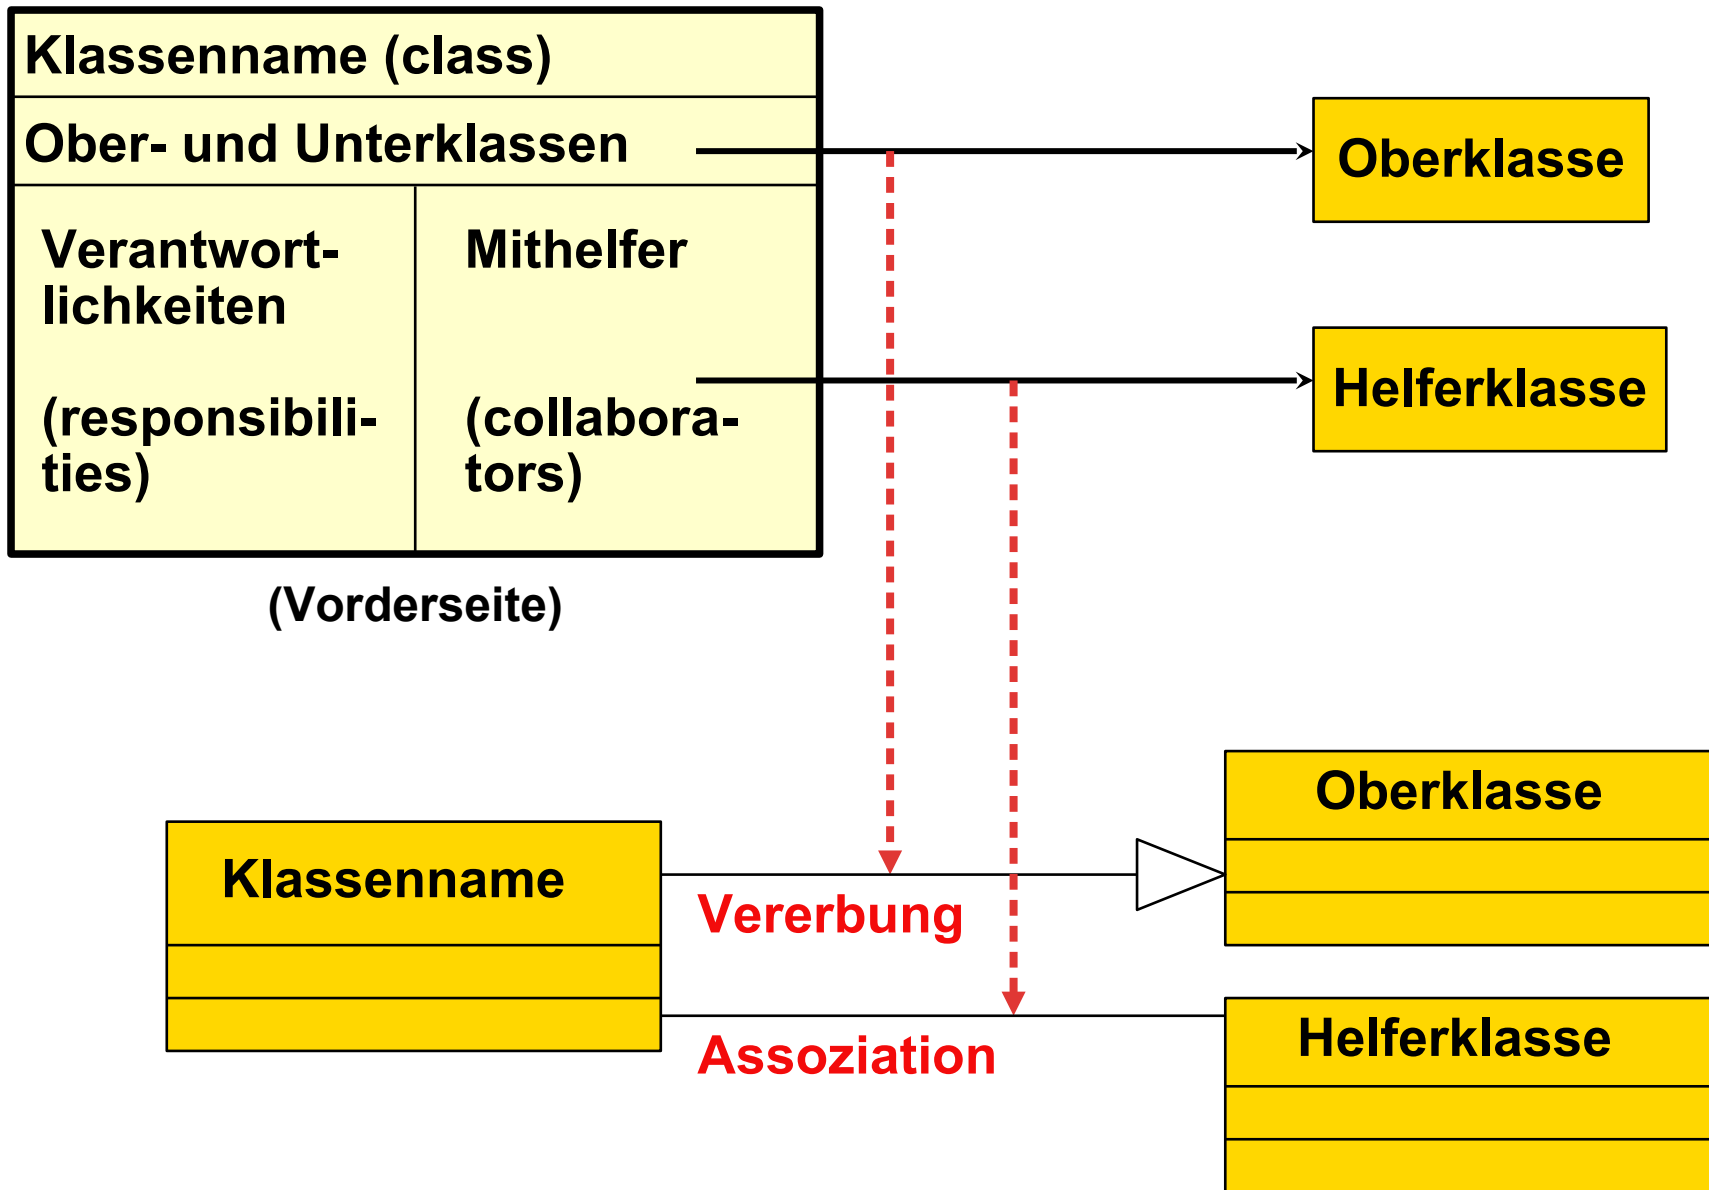 Klassenname (class)
Ober- und Unterklassen
Verantwort-
lichkeiten
(responsibili-
ties)
Mithelfer
(collabora-
tors)
(Vorderseite)
Oberklasse
Helferklasse
Klassenname
Vererbung
Assoziation
Oberklasse
Helferklasse